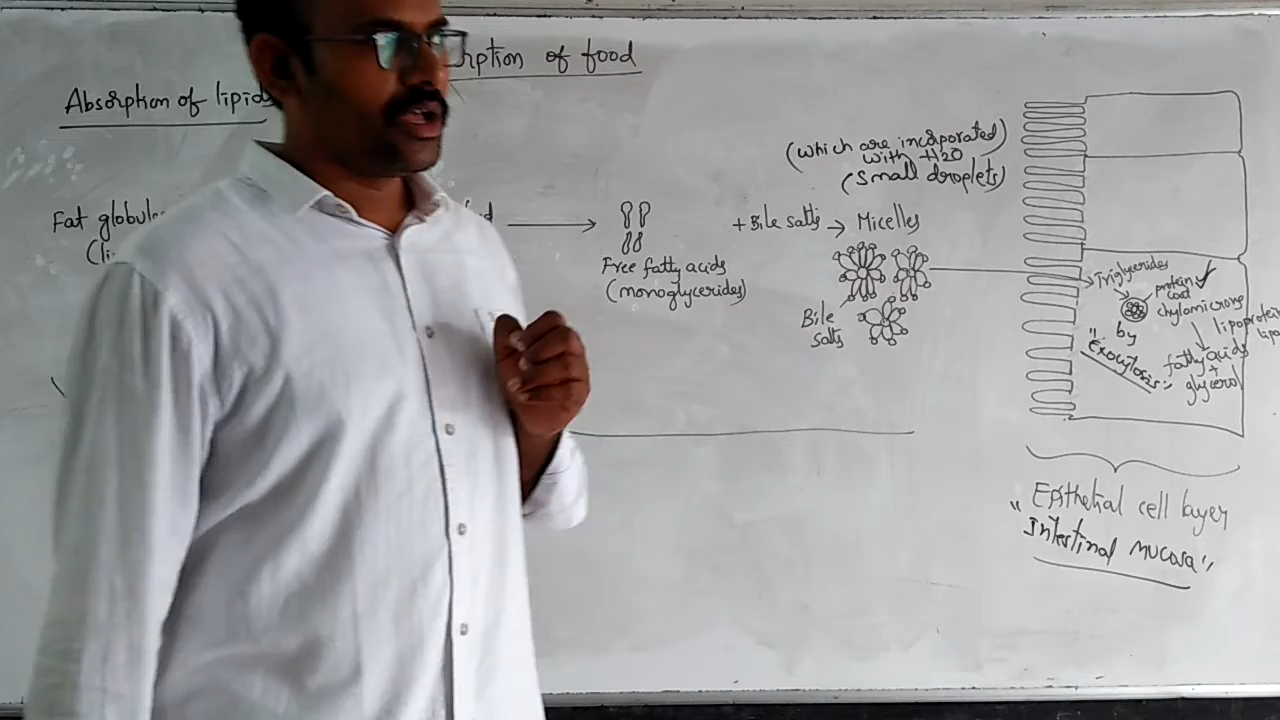 rption of food
Absorption of lipids
(which are incorporated)
with H2O
(Small droplets)
Fat globules
Free fatty acids
(monoglycerides)
+ Bile salts → Micelles
Bile
salts
Triglycerides
protein
coat
chylomicrons
lipoprotein
by
"Exocytosis"
fatty acids
+
glycerol
"Epithelial cell layer
Intestinal mucosa"